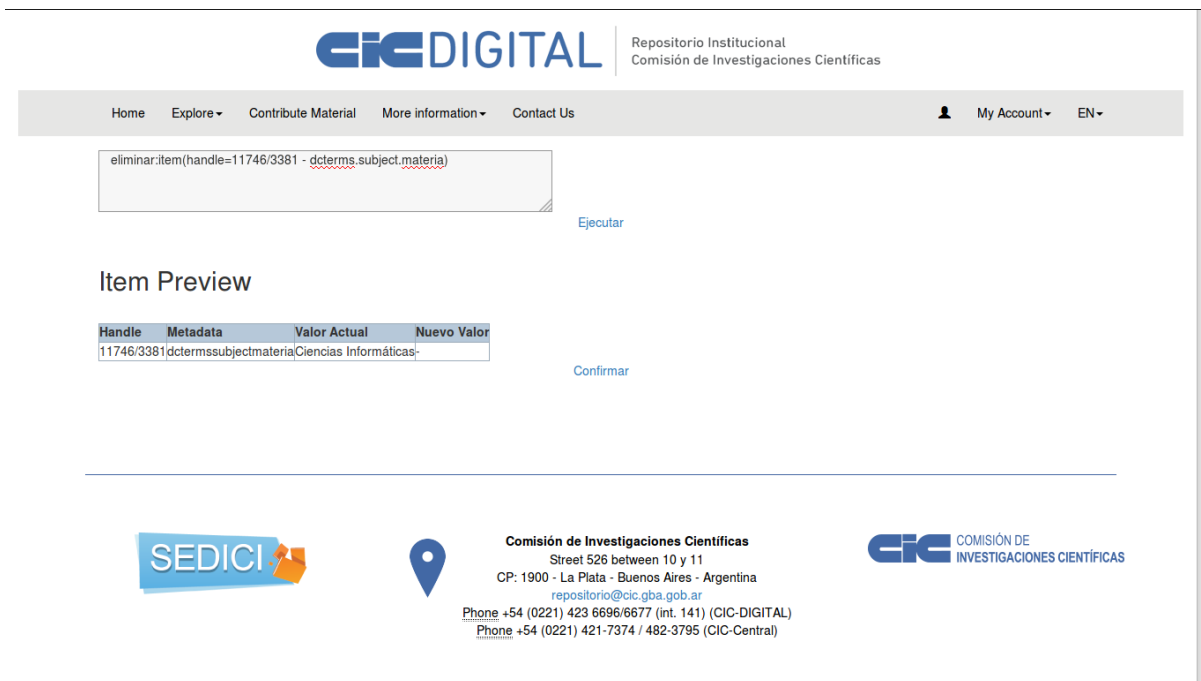 CIC DIGITAL
Repositorio Institucional
Comisión de Investigaciones Científicas
Home Explore Contribute Material More information Contact Us My Account EN
eliminar:item(handle=11746/3381 - dcterms.subject.materia)
Ejecutar
Item Preview
Handle Metadata Valor Actual Nuevo Valor
11746/3381 dctermssubjectmateria Ciencias Informáticas -
Confirmar
SEDICI
Comisión de Investigaciones Científicas
Street 526 between 10 y 11
CP: 1900 - La Plata - Buenos Aires - Argentina
repositorio@cic.gba.gob.ar
Phone +54 (0221) 423 6696/6677 (int. 141) (CIC-DIGITAL)
Phone +54 (0221) 421-7374 / 482-3795 (CIC-Central)
CIC COMISIÓN DE
INVESTIGACIONES CIENTÍFICAS